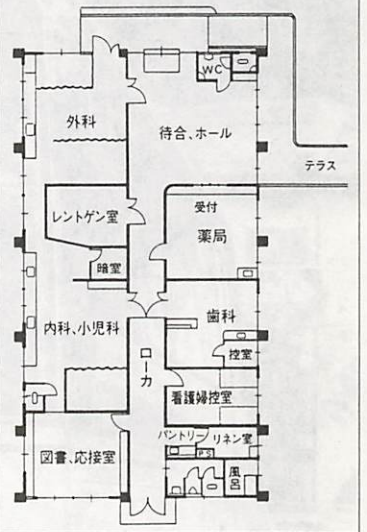 WC
外科
待合、ホール
テラス
レントゲン室
受付
薬局
暗室
内科、小児科
歯科
ローカ
控室
看護婦控室
パントリー
リネン室
P.S
図書、応接室
風呂